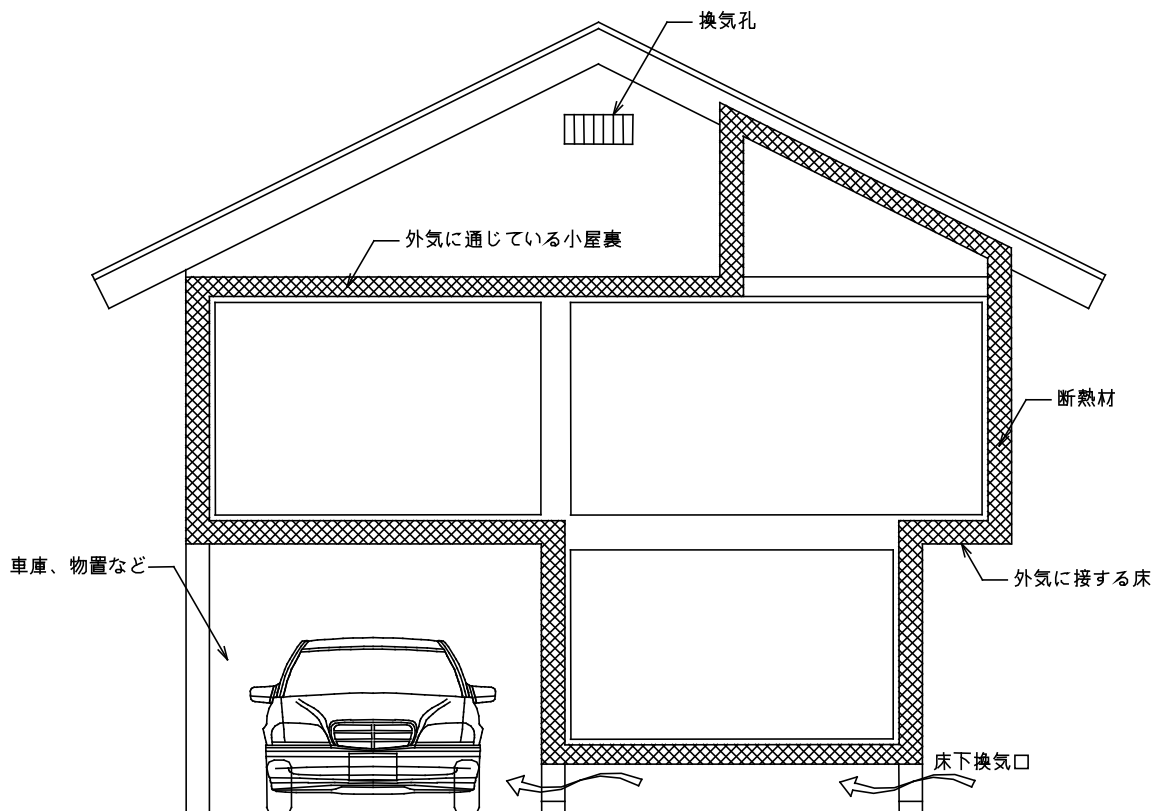 換気孔
外気に通じている小屋裏
断熱材
車庫、物置など
外気に接する床
床下換気口